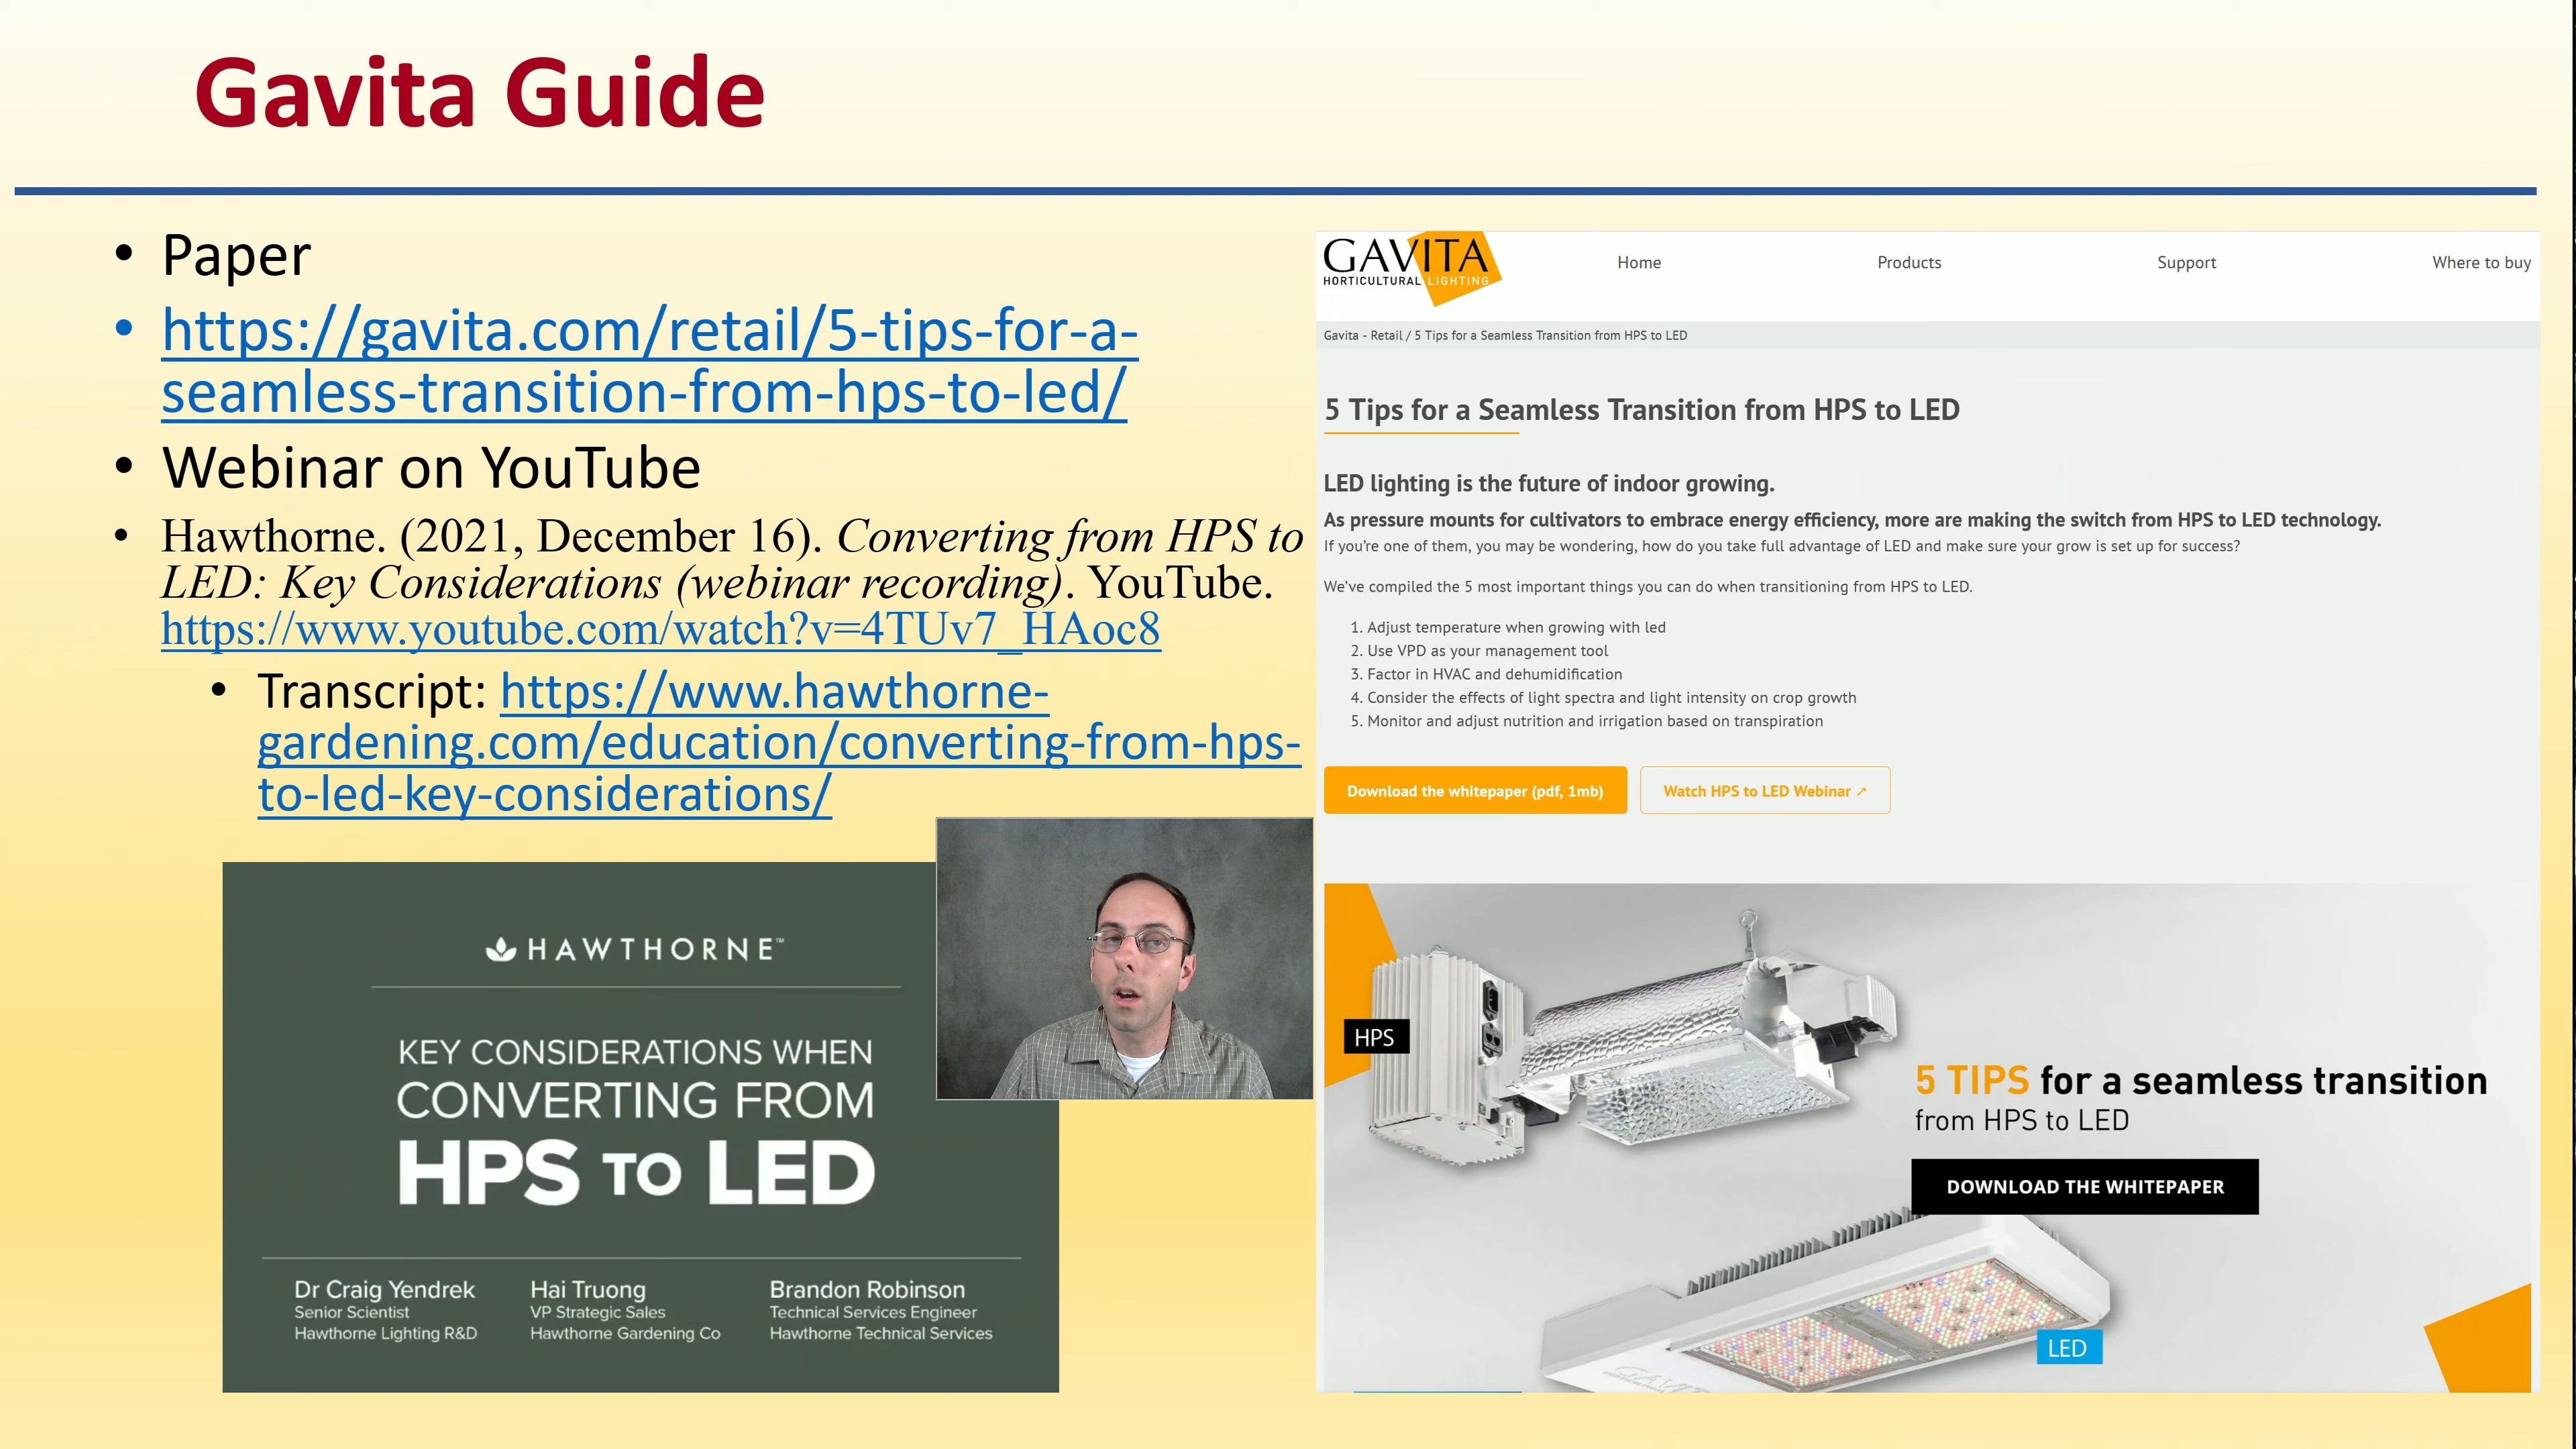 Gavita Guide
• Paper
• https://gavita.com/retail/5-tips-for-a-
seamless-transition-from-hps-to-led/
• Webinar on YouTube
• Hawthorne. (2021, December 16). Converting from HPS to
LED: Key Considerations (webinar recording). YouTube.
https://www.youtube.com/watch?v=4TUv7_HAoc8
• Transcript: https://www.hawthorne-
gardening.com/education/converting-from-hps-
to-led-key-considerations/
HAWTHORNE™
KEY CONSIDERATIONS WHEN
CONVERTING FROM
HPS TO LED
Dr Craig Yendrek
Senior Scientist
Hawthorne Lighting R&D
Hai Truong
VP Strategic Sales
Hawthorne Gardening Co
Brandon Robinson
Technical Services Engineer
Hawthorne Technical Services
GAVITA
HORTICULTURAL LIGHTING
Home Products Support Where to buy
Gavita - Retail / 5 Tips for a Seamless Transition from HPS to LED
5 Tips for a Seamless Transition from HPS to LED
LED lighting is the future of indoor growing.
As pressure mounts for cultivators to embrace energy efficiency, more are making the switch from HPS to LED technology.
If you're one of them, you may be wondering, how do you take full advantage of LED and make sure your grow is set up for success?
We've compiled the 5 most important things you can do when transitioning from HPS to LED.
1. Adjust temperature when growing with led
2. Use VPD as your management tool
3. Factor in HVAC and dehumidification
4. Consider the effects of light spectra and light intensity on crop growth
5. Monitor and adjust nutrition and irrigation based on transpiration
Download the whitepaper (pdf, 1mb)
Watch HPS to LED Webinar ↗
HPS
5 TIPS for a seamless transition
from HPS to LED
DOWNLOAD THE WHITEPAPER
LED